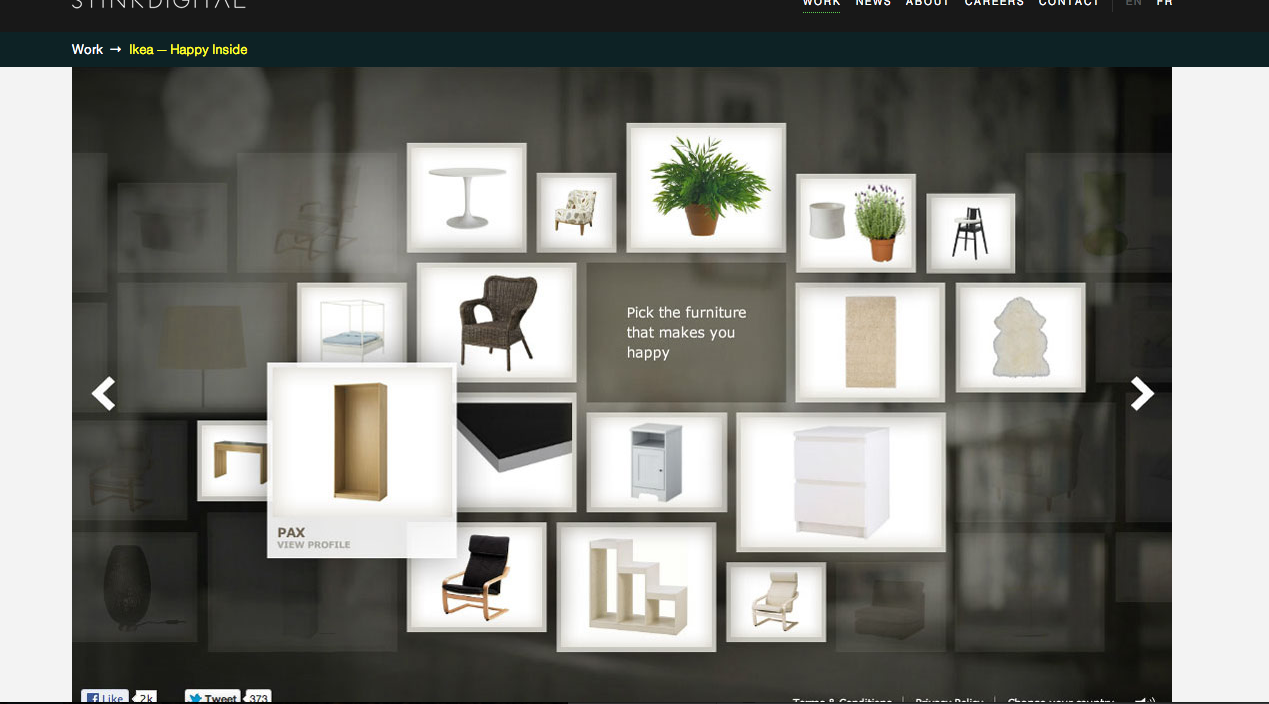 STINKDIGITAL
WORK NEWS ABOUT CAREERS CONTACT EN FR
Work → Ikea — Happy Inside
Pick the furniture
that makes you
happy
PAX
VIEW PROFILE
Like 2k Tweet 373
Terms & Conditions | Privacy Policy | Change your country